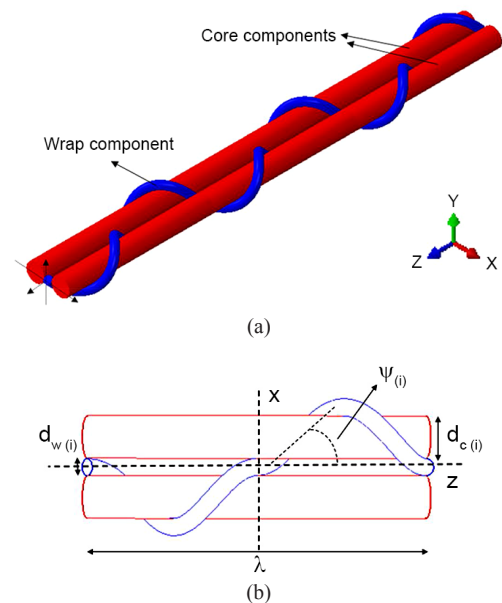 Core components
Wrap component
Y
Z
X
(a)
Ψ(i)
x
dw (i)
dc (i)
z
λ
(b)